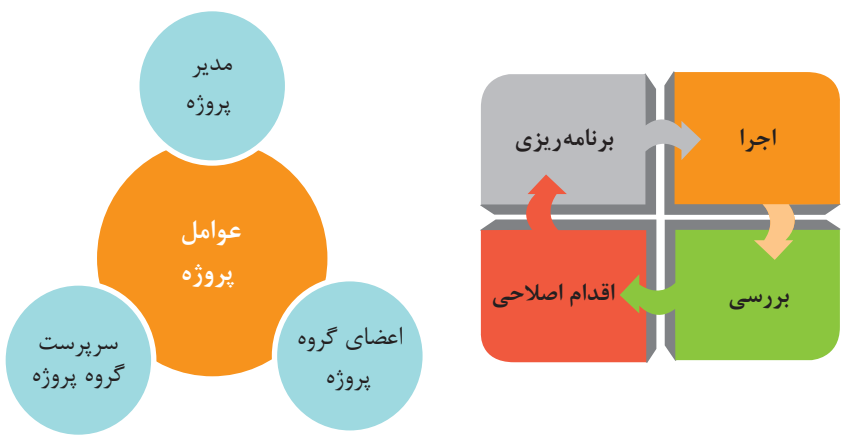 مدیر
پروژه
عوامل
پروژه
سرپرست
گروه پروژه
اعضای گروه
پروژه
برنامه‌ریزی
اجرا
بررسی
اقدام اصلاحی